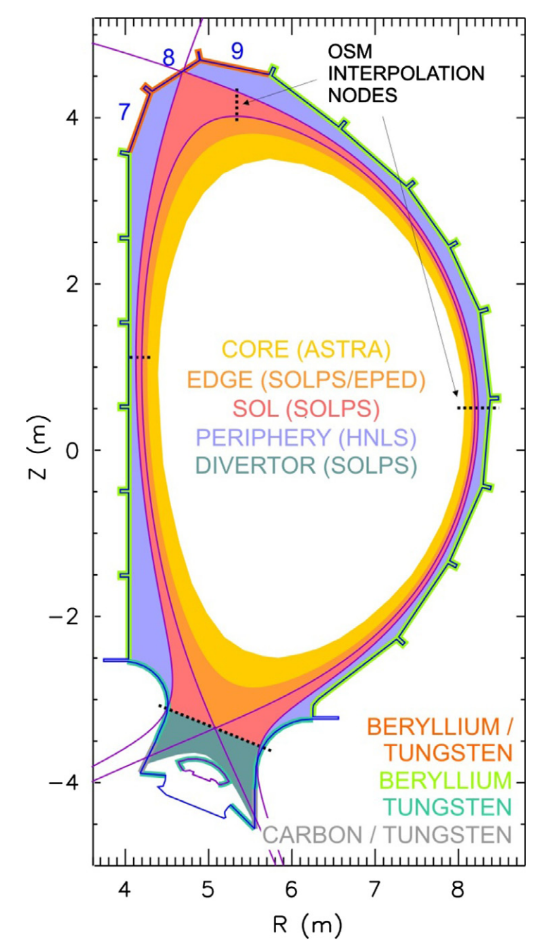 8
9
7
OSM
INTERPOLATION
NODES
4
2
0
−2
−4
Z (m)
CORE (ASTRA)
EDGE (SOLPS/EPED)
SOL (SOLPS)
PERIPHERY (HNLS)
DIVERTOR (SOLPS)
BERYLLIUM /
TUNGSTEN
BERYLLIUM
TUNGSTEN
CARBON / TUNGSTEN
4 5 6 7 8
R (m)